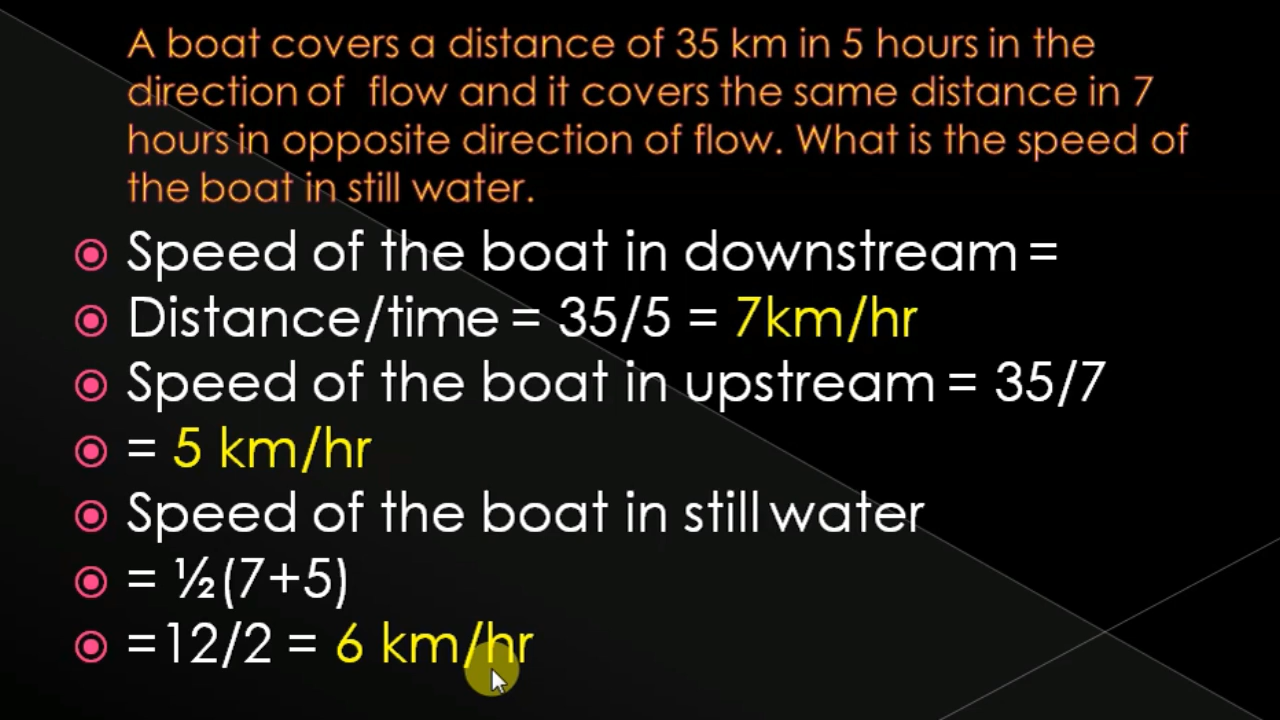 A boat covers a distance of 35 km in 5 hours in the
direction of flow and it covers the same distance in 7
hours in opposite direction of flow. What is the speed of
the boat in still water.
Speed of the boat in downstream =
Distance/time = 35/5 = 7km/hr
Speed of the boat in upstream = 35/7
= 5 km/hr
Speed of the boat in still water
= ½(7+5)
=12/2 = 6 km/hr